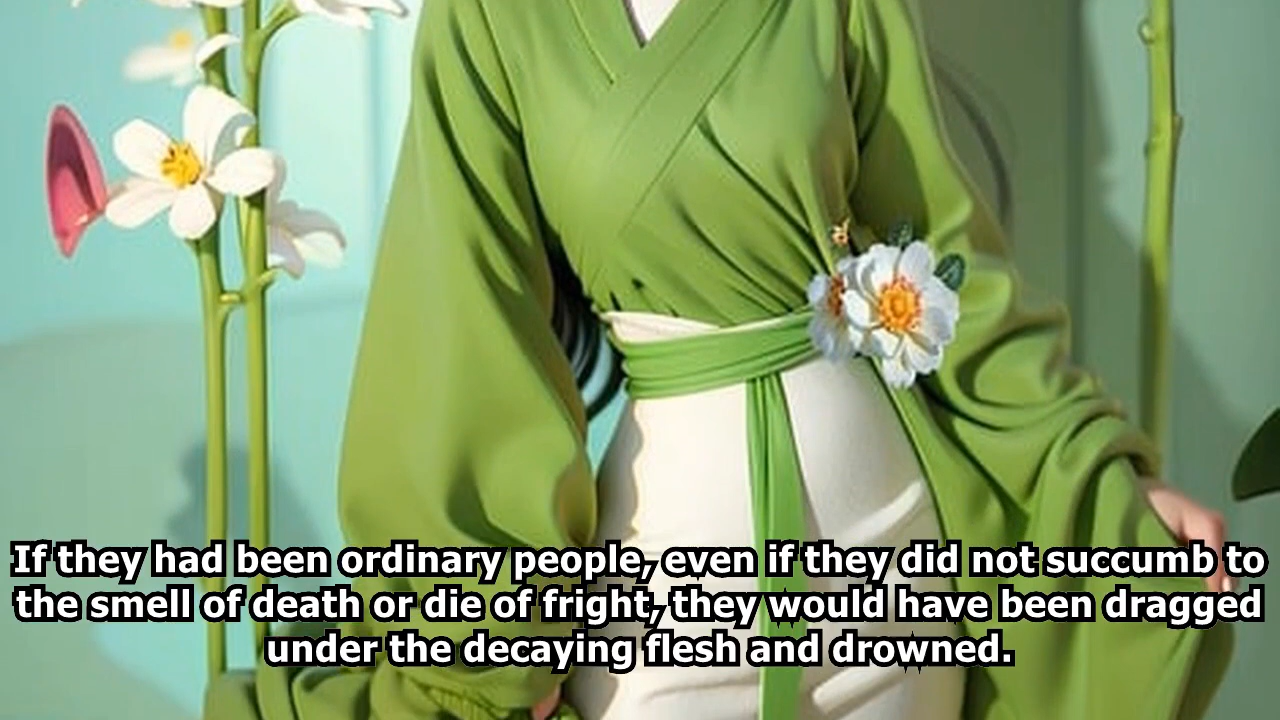 If they had been ordinary people, even if they did not succumb to
the smell of death or die of fright, they would have been dragged
under the decaying flesh and drowned.